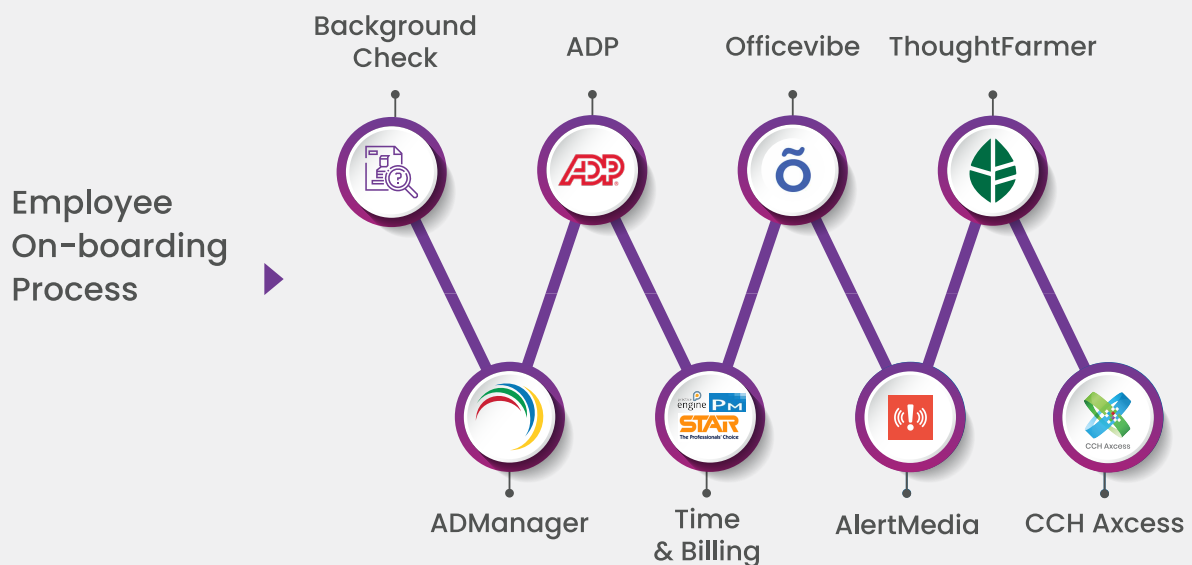 Background
Check
ADP
Officevibe
ThoughtFarmer
?
ADP
õ
Employee
On-boarding
Process
engine PM
STAR
The Professionals' Choice
!
CCH Axcess
ADManager
Time
& Billing
AlertMedia
CCH Axcess